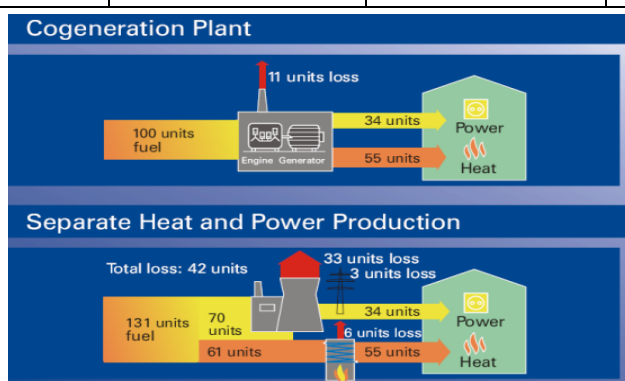 Cogeneration Plant
11 units loss
100 units
fuel
Engine Generator
34 units
55 units
Power
Heat
Separate Heat and Power Production
Total loss: 42 units
33 units loss
3 units loss
131 units
fuel
70
units
61 units
34 units
6 units loss
55 units
Power
Heat